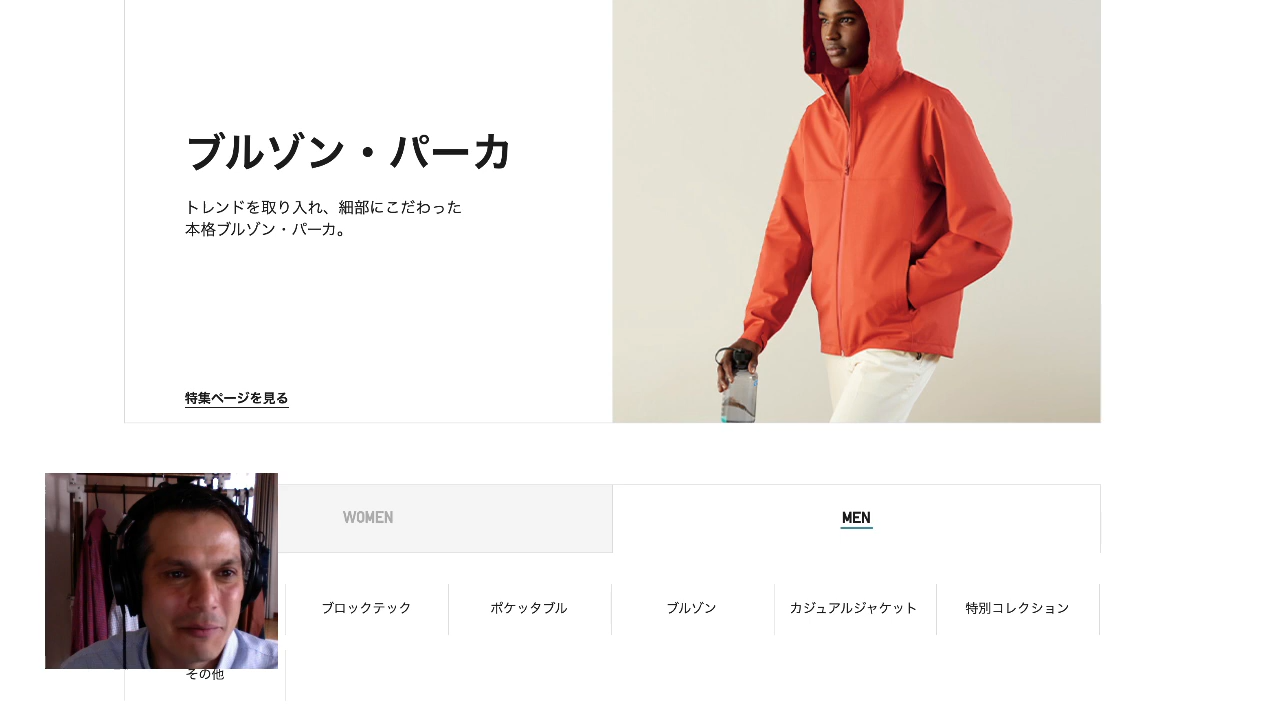 ブルゾン・パーカ
トレンドを取り入れ、細部にこだわった
本格ブルゾン・パーカ。
特集ページを見る
WOMEN
MEN
ブロックテック
ポケッタブル
ブルゾン
カジュアルジャケット
特別コレクション
その他